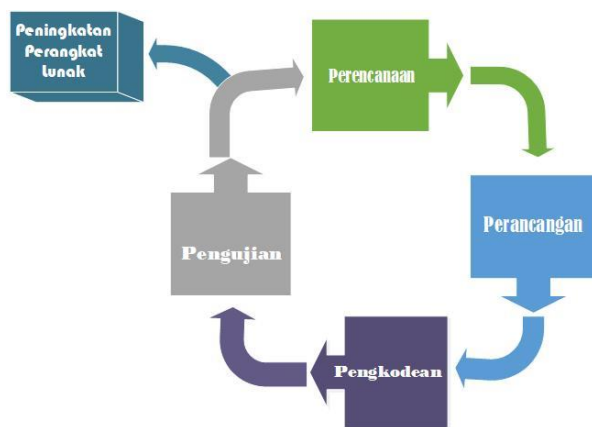 Peningkatan
Perangkat
Lunak
Perencanaan
Perancangan
Pengkodean
Pengujian